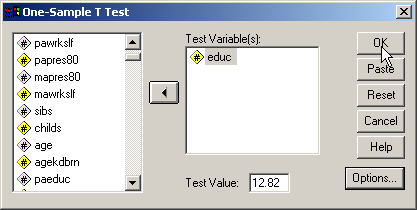 One-Sample T Test
pawrkslf
papres80
mapres80
mawrkslf
sibs
childs
age
agekdbrn
paeduc
Test Variable(s):
educ
Test Value: 12.82
OK
Paste
Reset
Cancel
Help
Options...